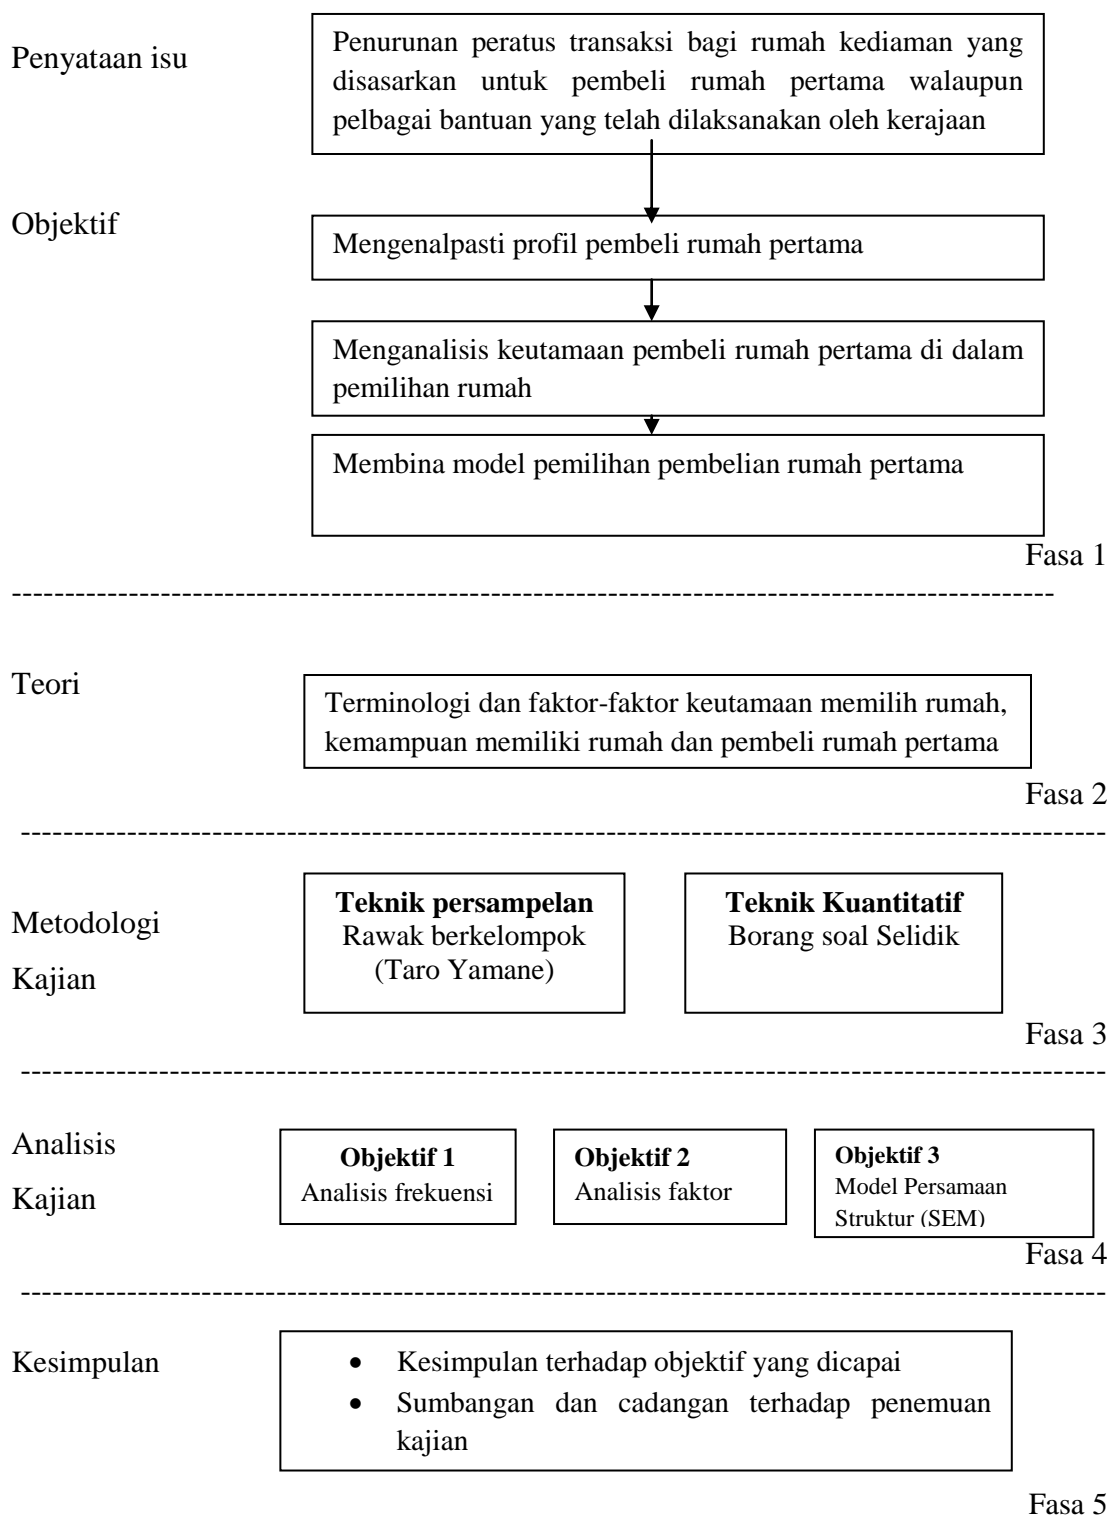 Penyataan isu
Penurunan peratus transaksi bagi rumah kediaman yang
disasarkan untuk pembeli rumah pertama walaupun
pelbagai bantuan yang telah dilaksanakan oleh kerajaan
Objektif
Mengenalpasti profil pembeli rumah pertama
Menganalisis keutamaan pembeli rumah pertama di dalam
pemilihan rumah
Membina model pemilihan pembelian rumah pertama
Fasa 1
Teori
Terminologi dan faktor-faktor keutamaan memilih rumah,
kemampuan memiliki rumah dan pembeli rumah pertama
Fasa 2
Metodologi
Kajian
Teknik persampelan
Rawak berkelompok
(Taro Yamane)
Teknik Kuantitatif
Borang soal Selidik
Fasa 3
Analisis
Kajian
Objektif 1
Analisis frekuensi
Objektif 2
Analisis faktor
Objektif 3
Model Persamaan
Struktur (SEM)
Fasa 4
Kesimpulan
• Kesimpulan terhadap objektif yang dicapai
• Sumbangan dan cadangan terhadap penemuan
kajian
Fasa 5